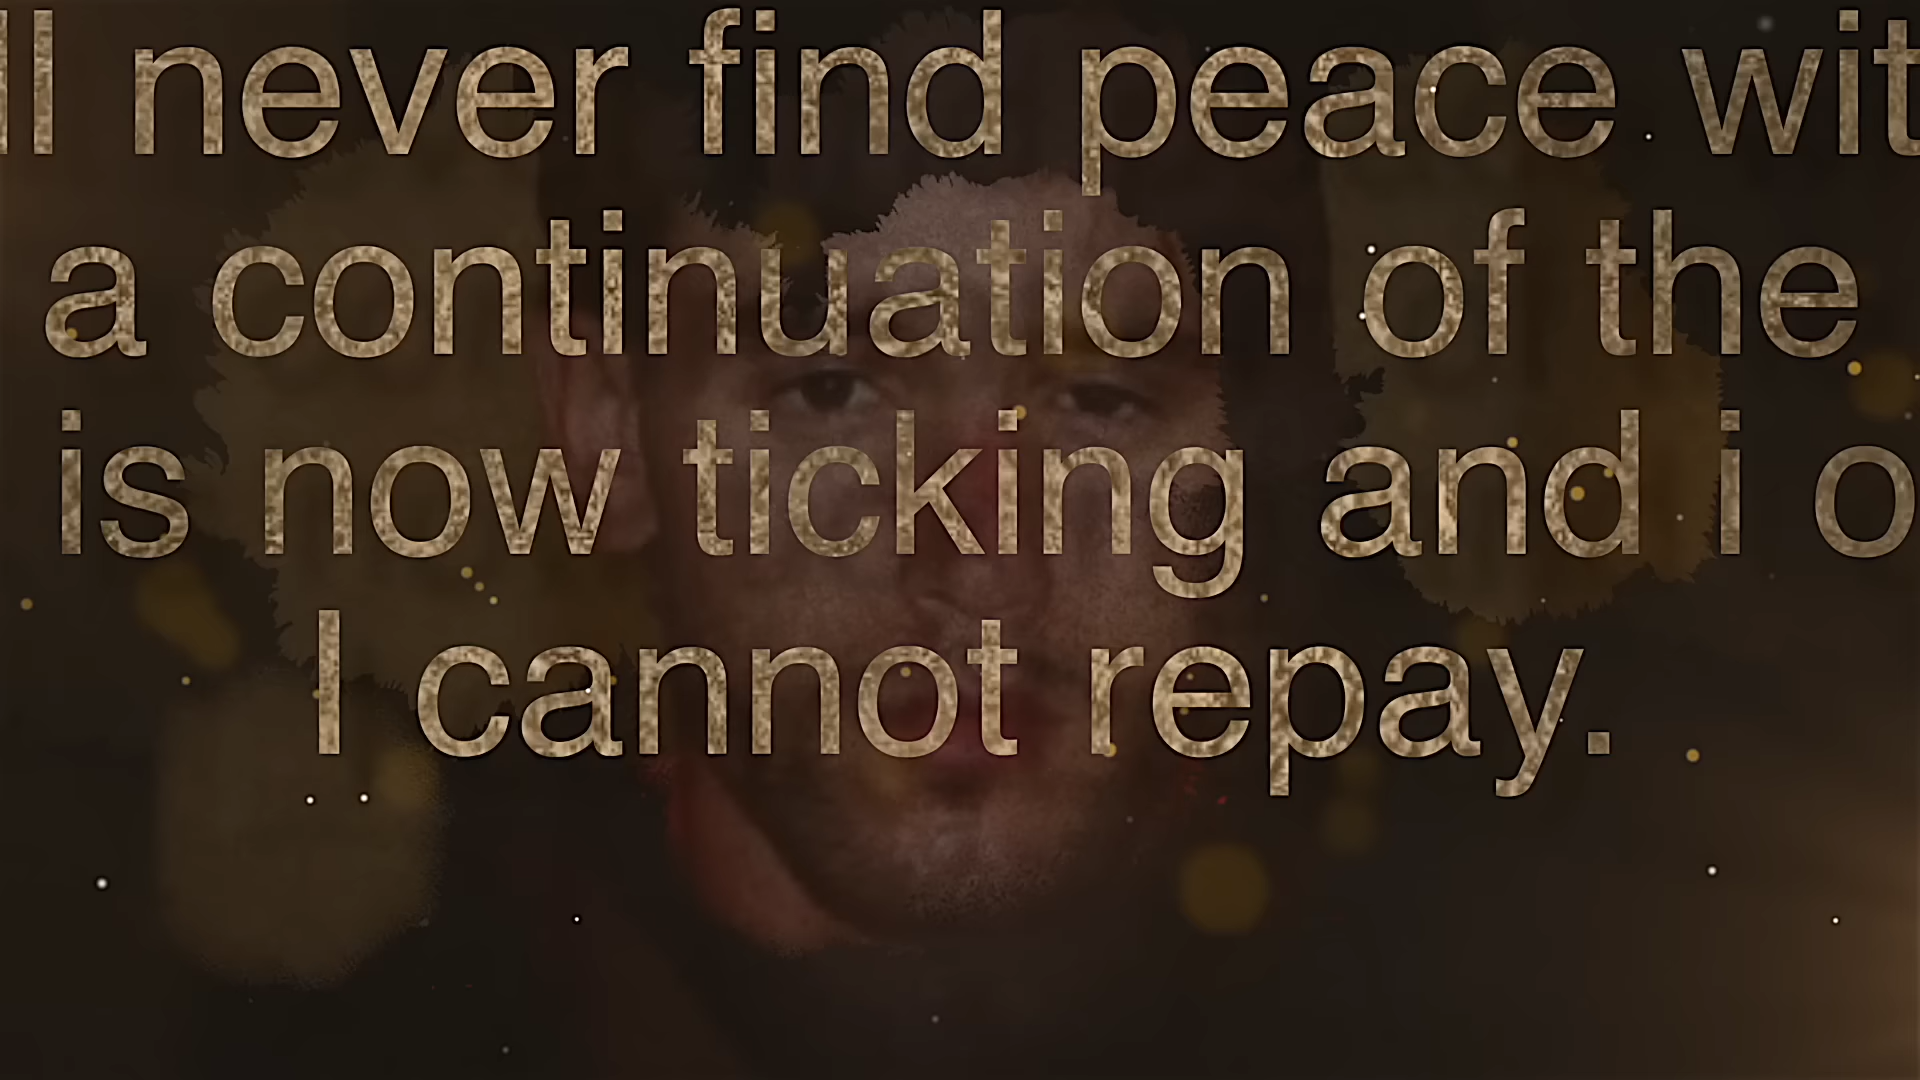 ll never find peace wit
a continuation of the
is now ticking and i o
I cannot repay.